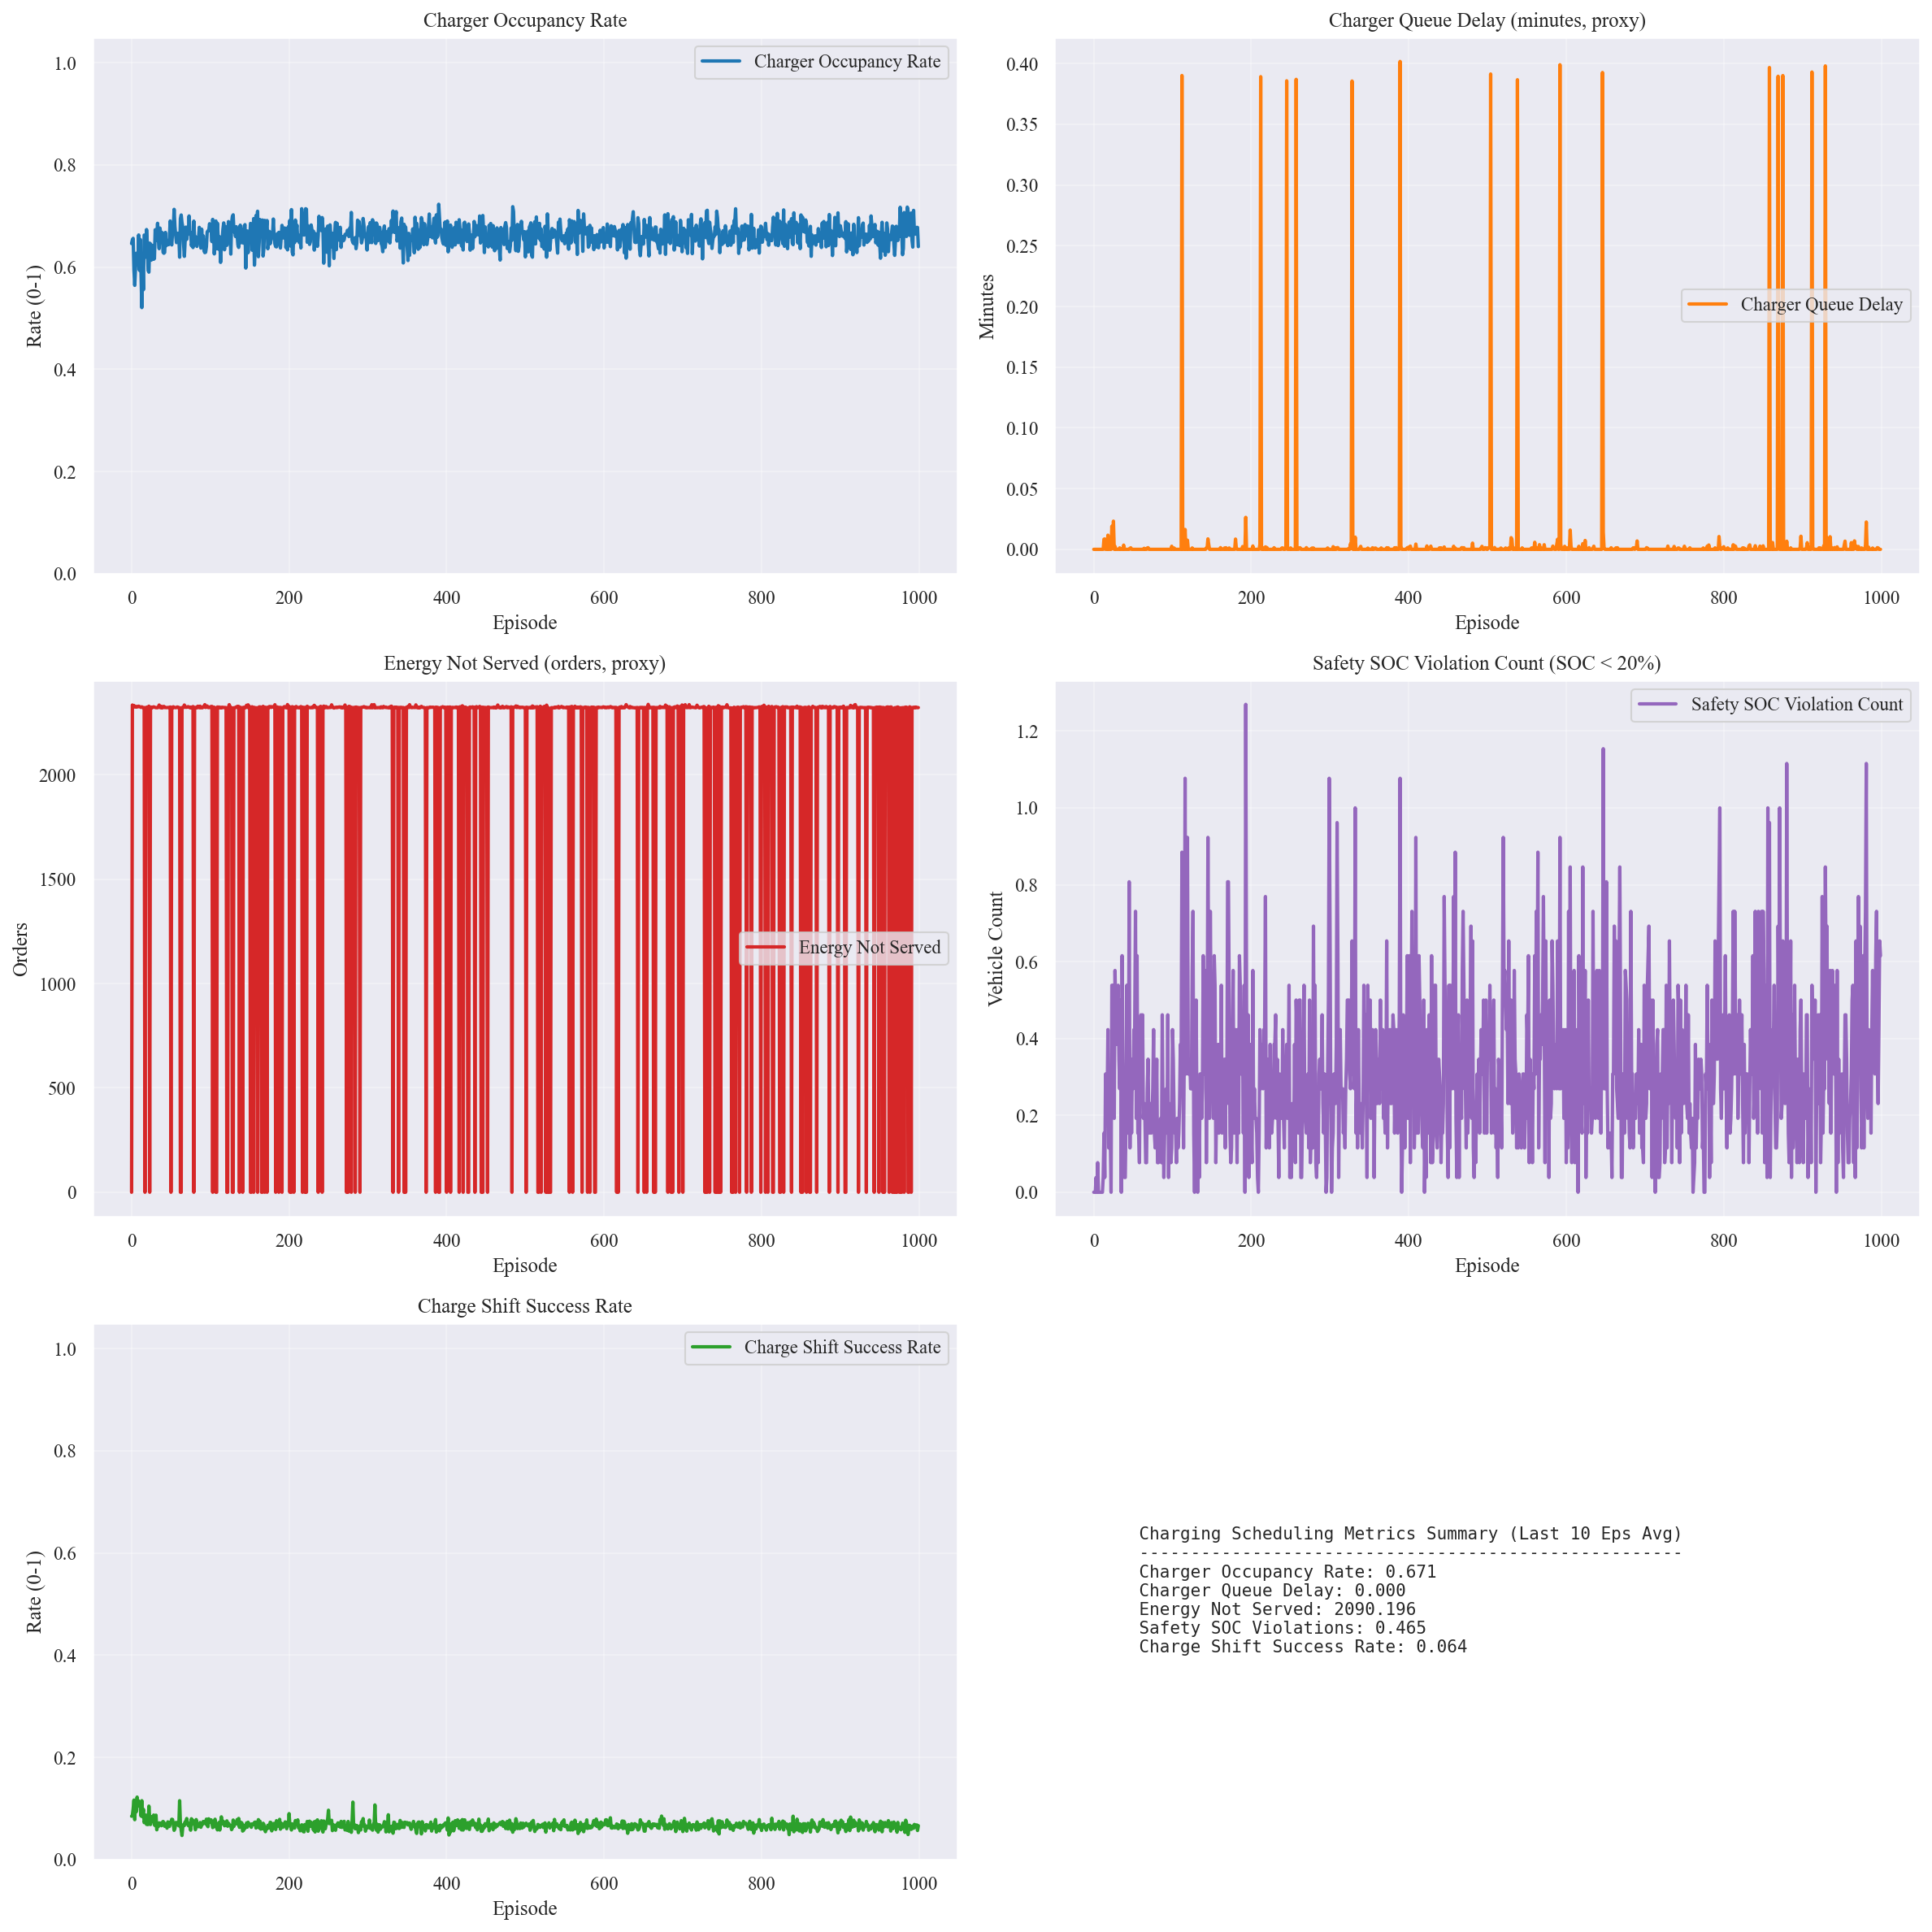 Charger Occupancy Rate
1.0
0.8
0.6
0.4
0.2
0.0
Rate (0-1)
Charger Occupancy Rate
0
200
400
600
800
1000
Episode
Charger Queue Delay (minutes, proxy)
0.40
0.35
0.30
0.25
0.20
0.15
0.10
0.05
0.00
Minutes
Charger Queue Delay
0
200
400
600
800
1000
Episode
Energy Not Served (orders, proxy)
2000
1500
1000
500
0
Orders
Energy Not Served
0
200
400
600
800
1000
Episode
Safety SOC Violation Count (SOC < 20%)
1.2
1.0
0.8
0.6
0.4
0.2
0.0
Vehicle Count
Safety SOC Violation Count
0
200
400
600
800
1000
Episode
Charge Shift Success Rate
1.0
0.8
0.6
0.4
0.2
0.0
Rate (0-1)
Charge Shift Success Rate
0
200
400
600
800
1000
Episode
Charging Scheduling Metrics Summary (Last 10 Eps Avg)
-----------------------------------------------------
Charger Occupancy Rate: 0.671
Charger Queue Delay: 0.000
Energy Not Served: 2090.196
Safety SOC Violations: 0.465
Charge Shift Success Rate: 0.064